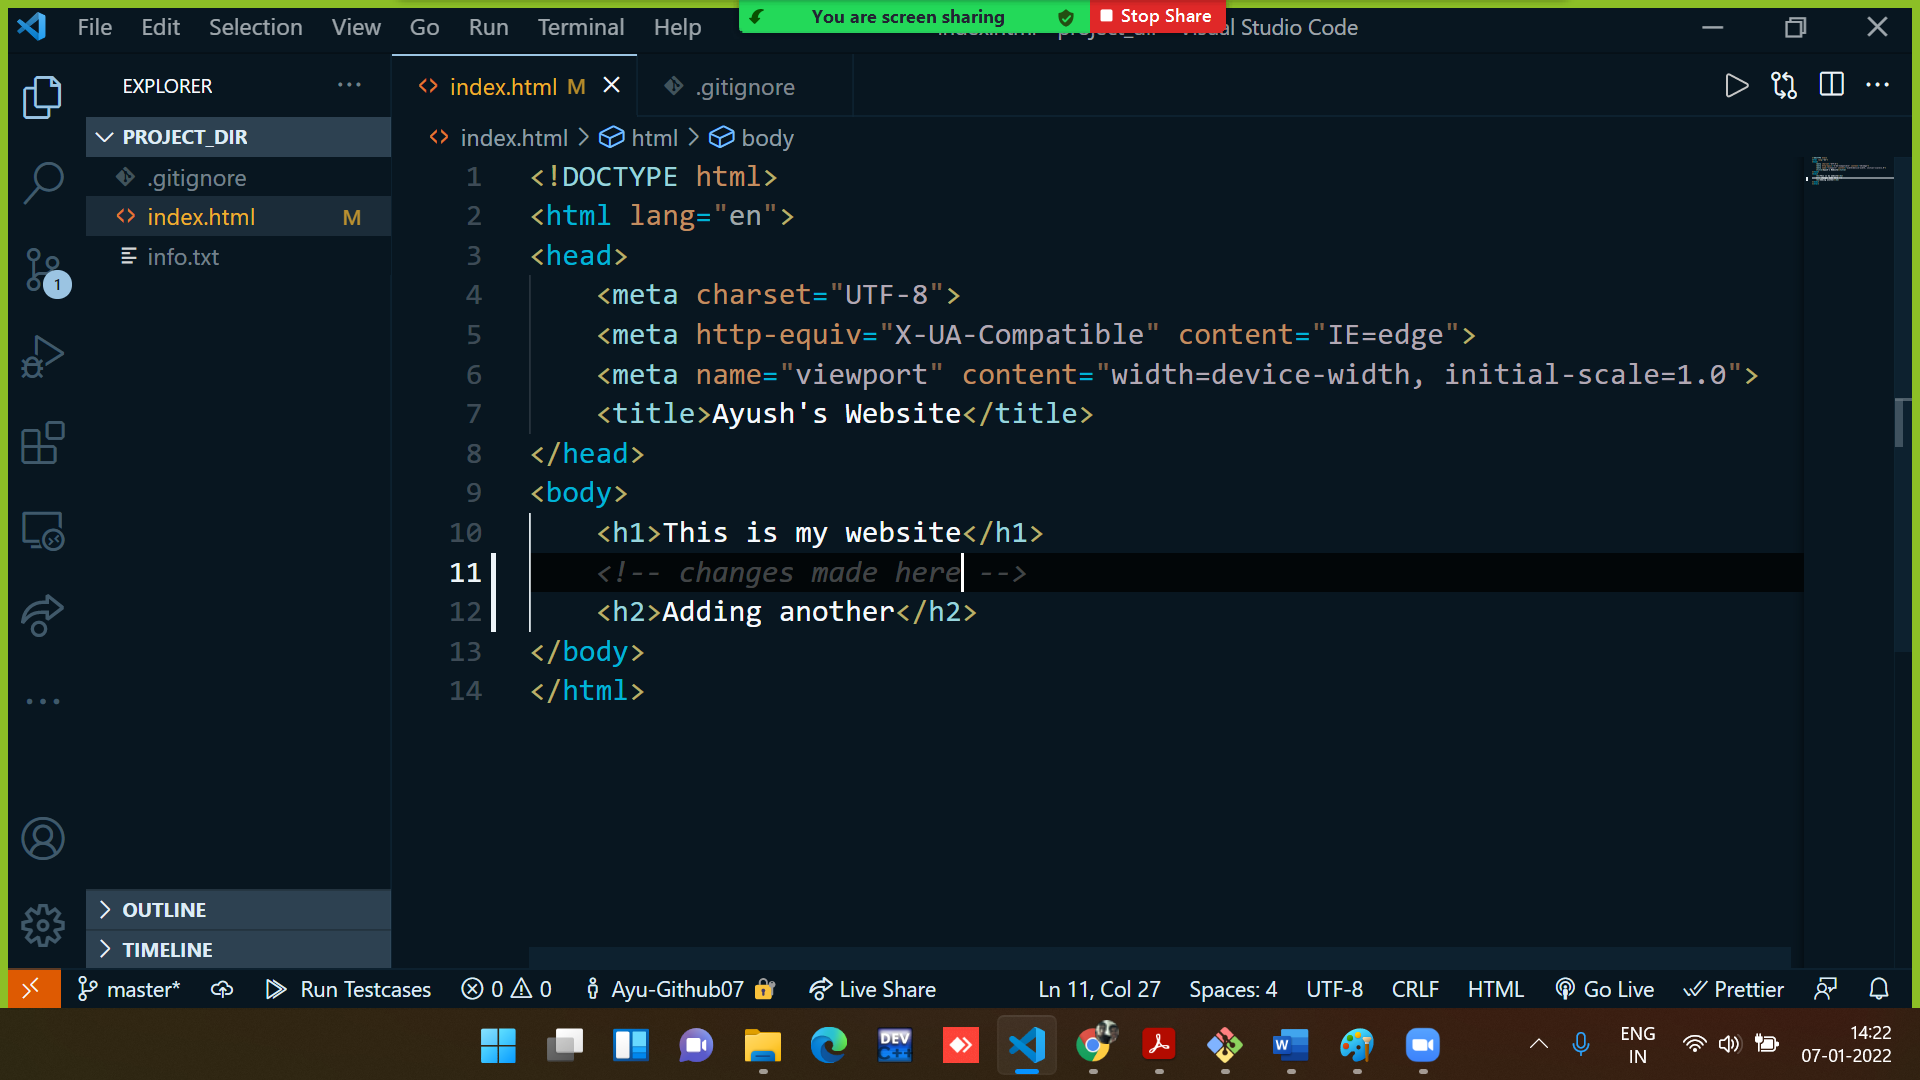 File Edit Selection View Go Run Terminal Help
You are screen sharing
Stop Share
Visual Studio Code
EXPLORER
index.html M
.gitignore
PROJECT_DIR
index.html > html > body
.gitignore
index.html M
info.txt
1
1 <!DOCTYPE html>
2 <html lang="en">
3 <head>
4 <meta charset="UTF-8">
5 <meta http-equiv="X-UA-Compatible" content="IE=edge">
6 <meta name="viewport" content="width=device-width, initial-scale=1.0">
7 <title>Ayush's Website</title>
8 </head>
9 <body>
10 <h1>This is my website</h1>
11 <!-- changes made here -->
12 <h2>Adding another</h2>
13 </body>
14 </html>
OUTLINE
TIMELINE
master* Run Testcases 0 0 Ayu-Github07 Live Share Ln 11, Col 27 Spaces: 4 UTF-8 CRLF HTML Go Live Prettier
DEV
C++
W
ENG
IN
14:22
07-01-2022